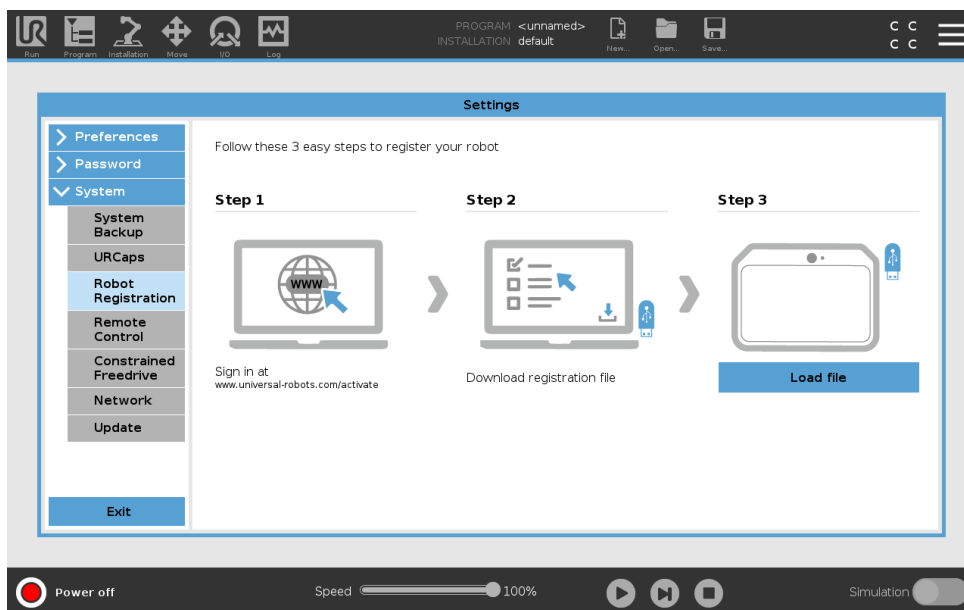 UR
PROGRAM <unnamed>
INSTALLATION default
Run
Program
Installation
Move
I/O
Log
New...
Open...
Save...
C C
C C
Settings
Preferences
Password
System
System
Backup
URCaps
Robot
Registration
Remote
Control
Constrained
Freedrive
Network
Update
Exit
Follow these 3 easy steps to register your robot
Step 1
www
Sign in at
www.universal-robots.com/activate
Step 2
Download registration file
Step 3
Load file
Power off
Speed
100%
Simulation